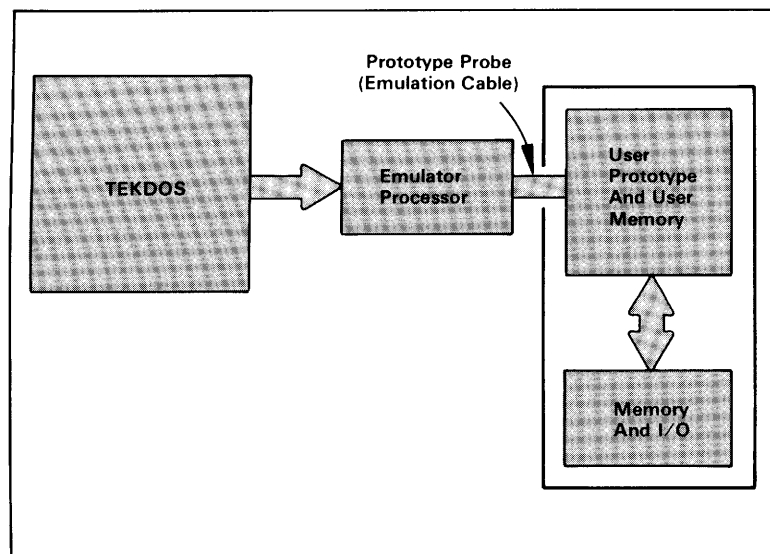 Prototype Probe
(Emulation Cable)
TEKDOS
Emulator
Processor
User
Prototype
And User
Memory
Memory
And I/O